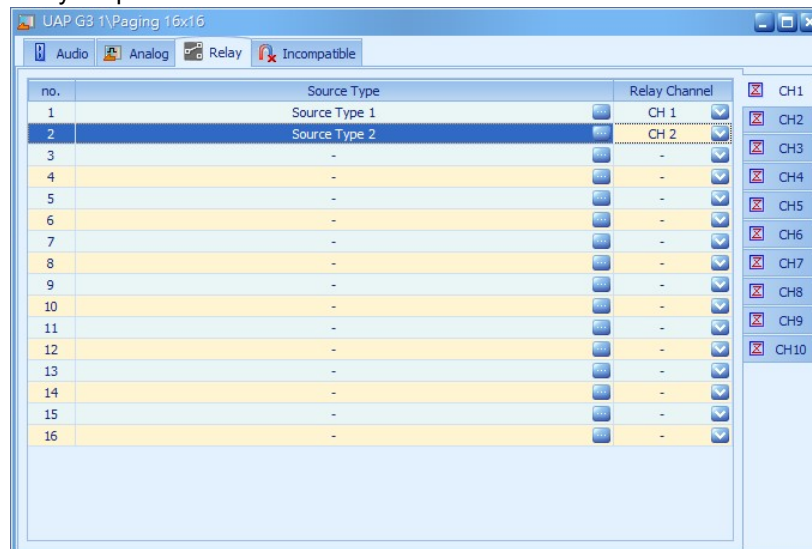 UAP G3 1\Paging 16x16
Audio Analog Relay Incompatible
no. Source Type Relay Channel
1 Source Type 1 CH 1
2 Source Type 2 CH 2
3 - -
4 - -
5 - -
6 - -
7 - -
8 - -
9 - -
10 - -
11 - -
12 - -
13 - -
14 - -
15 - -
16 - -
CH1
CH2
CH3
CH4
CH5
CH6
CH7
CH8
CH9
CH10